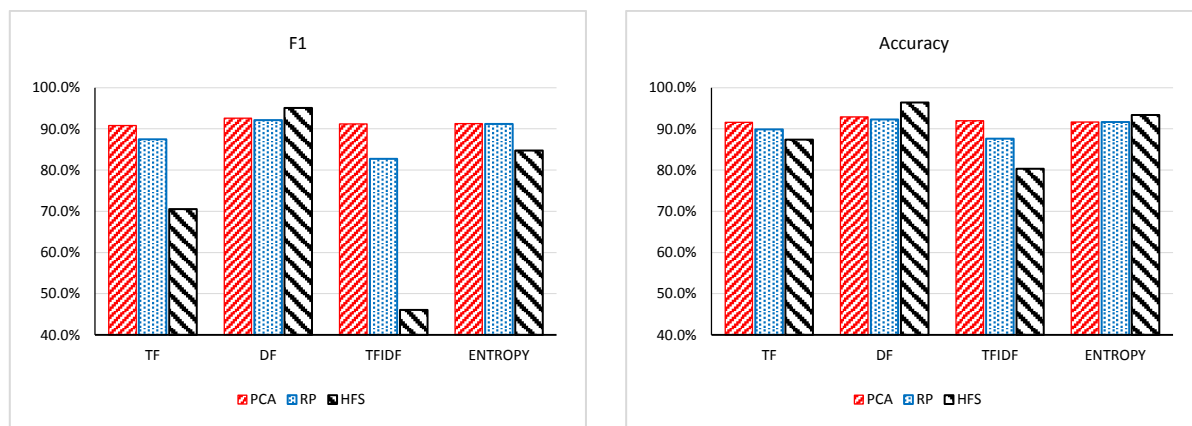 F1
100.0%
90.0%
80.0%
70.0%
60.0%
50.0%
40.0%
TF DF TFIDF ENTROPY
PCA RP HFS
Accuracy
100.0%
90.0%
80.0%
70.0%
60.0%
50.0%
40.0%
TF DF TFIDF ENTROPY
PCA RP HFS